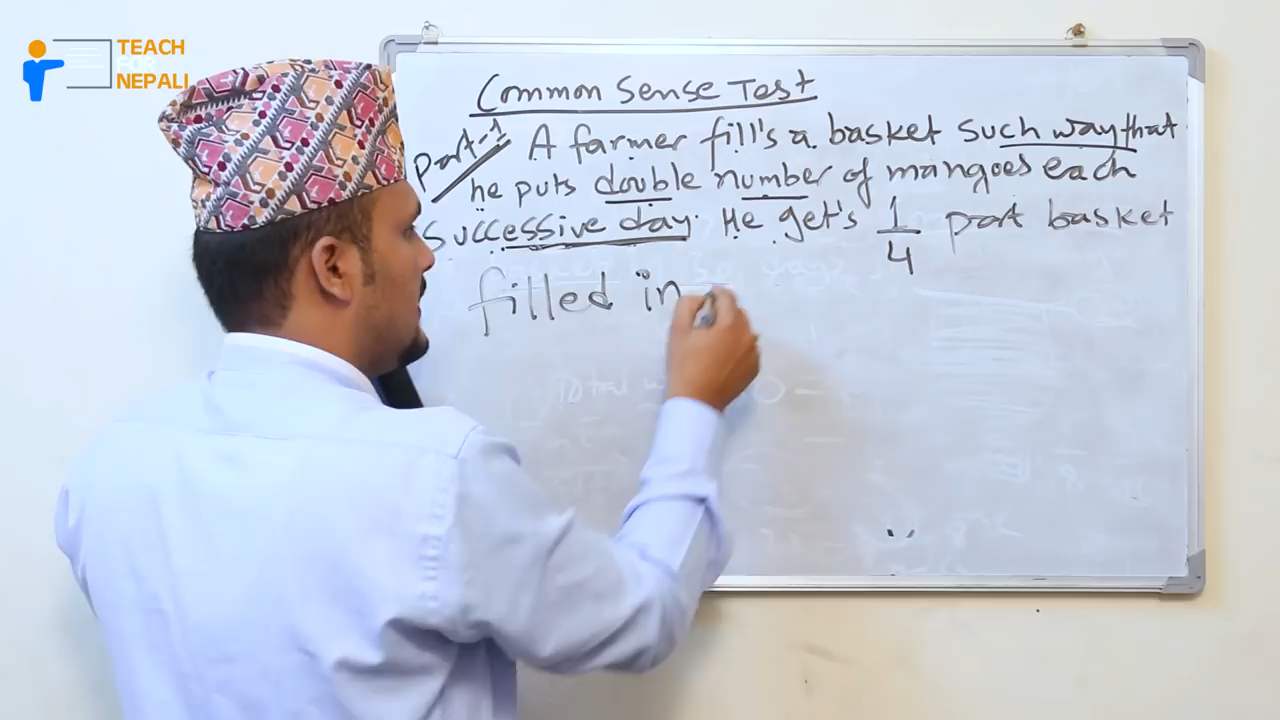 TEACH
FOR
NEPALI
Common Sense Test
Part-1 A farmer fill's a basket such way that
he puts double number of mangoes each
successive day. He get's 1/4 part basket
filled in